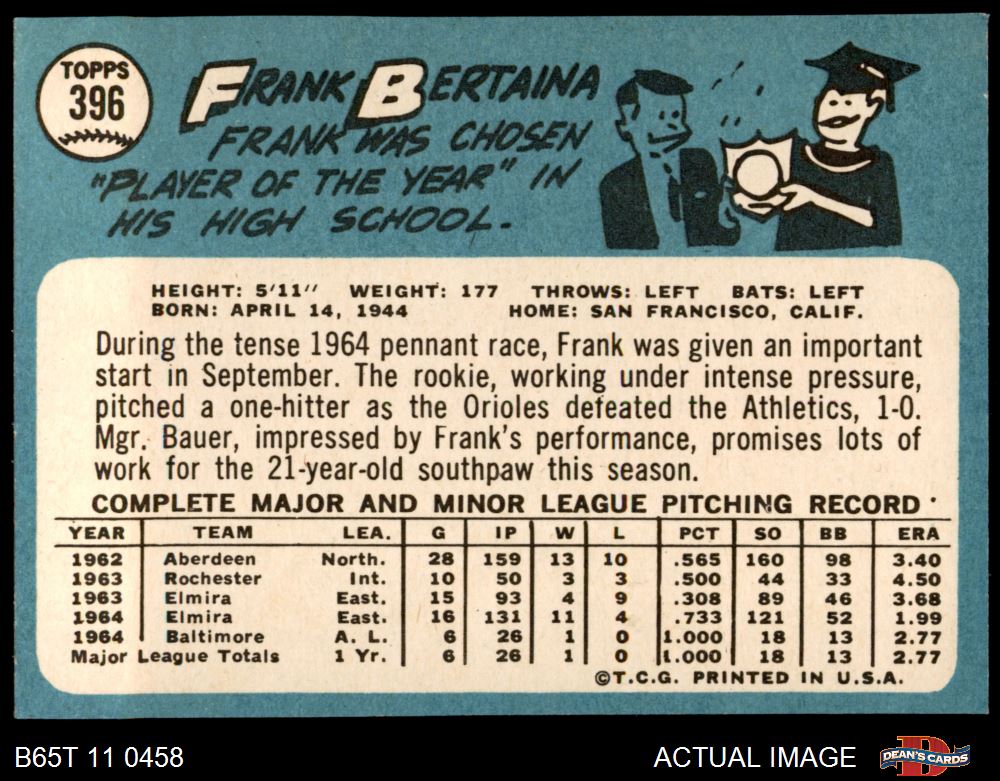 TOPPS
396
FRANK BERTAINA
FRANK WAS CHOSEN
"PLAYER OF THE YEAR" IN
HIS HIGH SCHOOL.
HEIGHT: 5'11" WEIGHT: 177 THROWS: LEFT BATS: LEFT
BORN: APRIL 14, 1944 HOME: SAN FRANCISCO, CALIF.
During the tense 1964 pennant race, Frank was given an important
start in September. The rookie, working under intense pressure,
pitched a one-hitter as the Orioles defeated the Athletics, 1-0.
Mgr. Bauer, impressed by Frank's performance, promises lots of
work for the 21-year-old southpaw this season.
COMPLETE MAJOR AND MINOR LEAGUE PITCHING RECORD
YEAR TEAM LEA. G IP W L PCT SO BB ERA
1962 Aberdeen North. 28 159 13 10 .565 160 98 3.40
1963 Rochester Int. 10 50 3 3 .500 44 33 4.50
1963 Elmira East. 15 93 4 9 .308 89 46 3.68
1964 Elmira East. 16 131 11 4 .733 121 52 1.99
1964 Baltimore A. L. 6 26 1 0 1.000 18 13 2.77
Major League Totals 1 Yr. 6 26 1 0 1.000 18 13 2.77
©T.C.G. PRINTED IN U.S.A.
B65T 11 0458 ACTUAL IMAGE DEAN'S CARDS